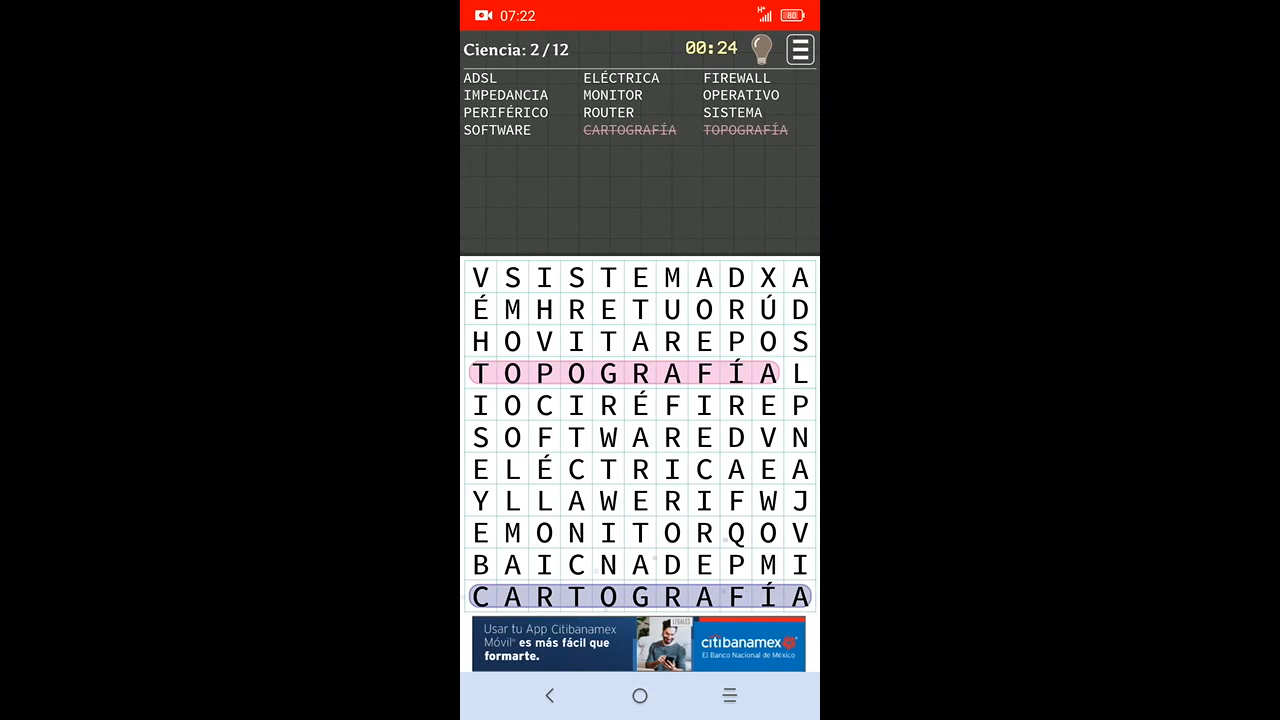 07:22 H+ 80
Ciencia: 2/12 00:24
ADSL ELÉCTRICA FIREWALL
IMPEDANCIA MONITOR OPERATIVO
PERIFÉRICO ROUTER SISTEMA
SOFTWARE CARTOGRAFÍA TOPOGRAFÍA
V S I S T E M A D X A
É M H R E T U O R Ú D
H O V I T A R E P O S
T O P O G R A F Í A L
I O C I R É F I R E P
S O F T W A R E D V N
E L É C T R I C A E A
Y L L A W E R I F W J
E M O N I T O R Q O V
B A I C N A D E P M I
C A R T O G R A F Í A
LEGALES
Usar tu App Citibanamex
Móvil es más fácil que
formarte.
citibanamex
El Banco Nacional de México